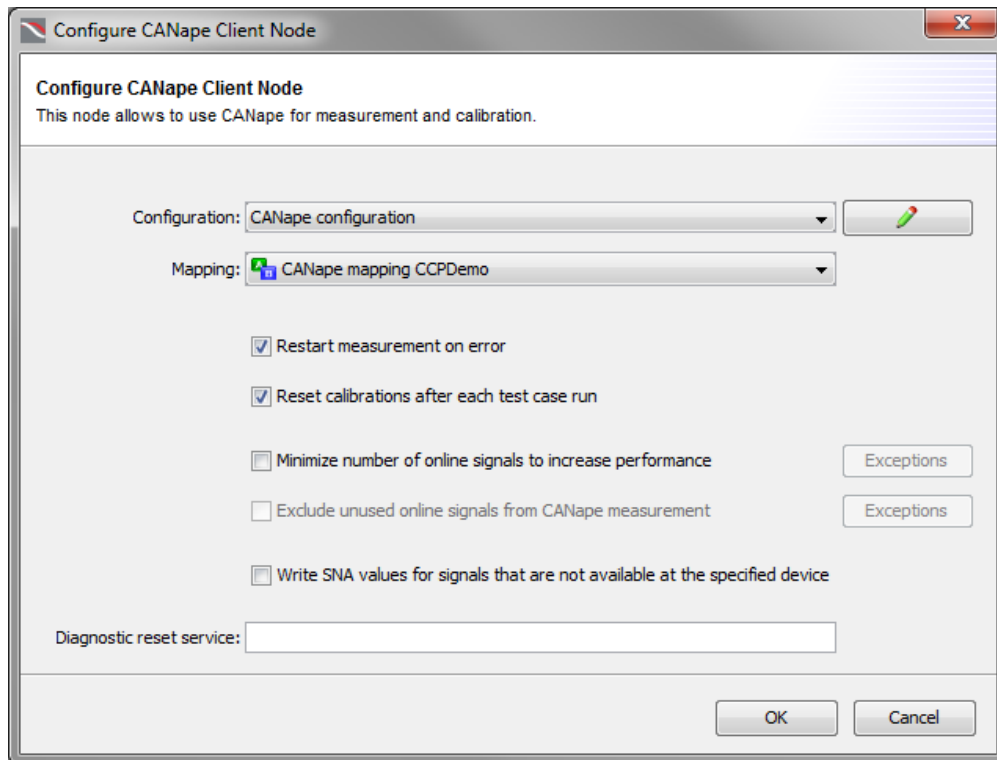 Configure CANape Client Node
Configure CANape Client Node
This node allows to use CANape for measurement and calibration.
Configuration: CANape configuration
Mapping: CANape mapping CCPDemo
Restart measurement on error
Reset calibrations after each test case run
Minimize number of online signals to increase performance Exceptions
Exclude unused online signals from CANape measurement Exceptions
Write SNA values for signals that are not available at the specified device
Diagnostic reset service:
OK Cancel